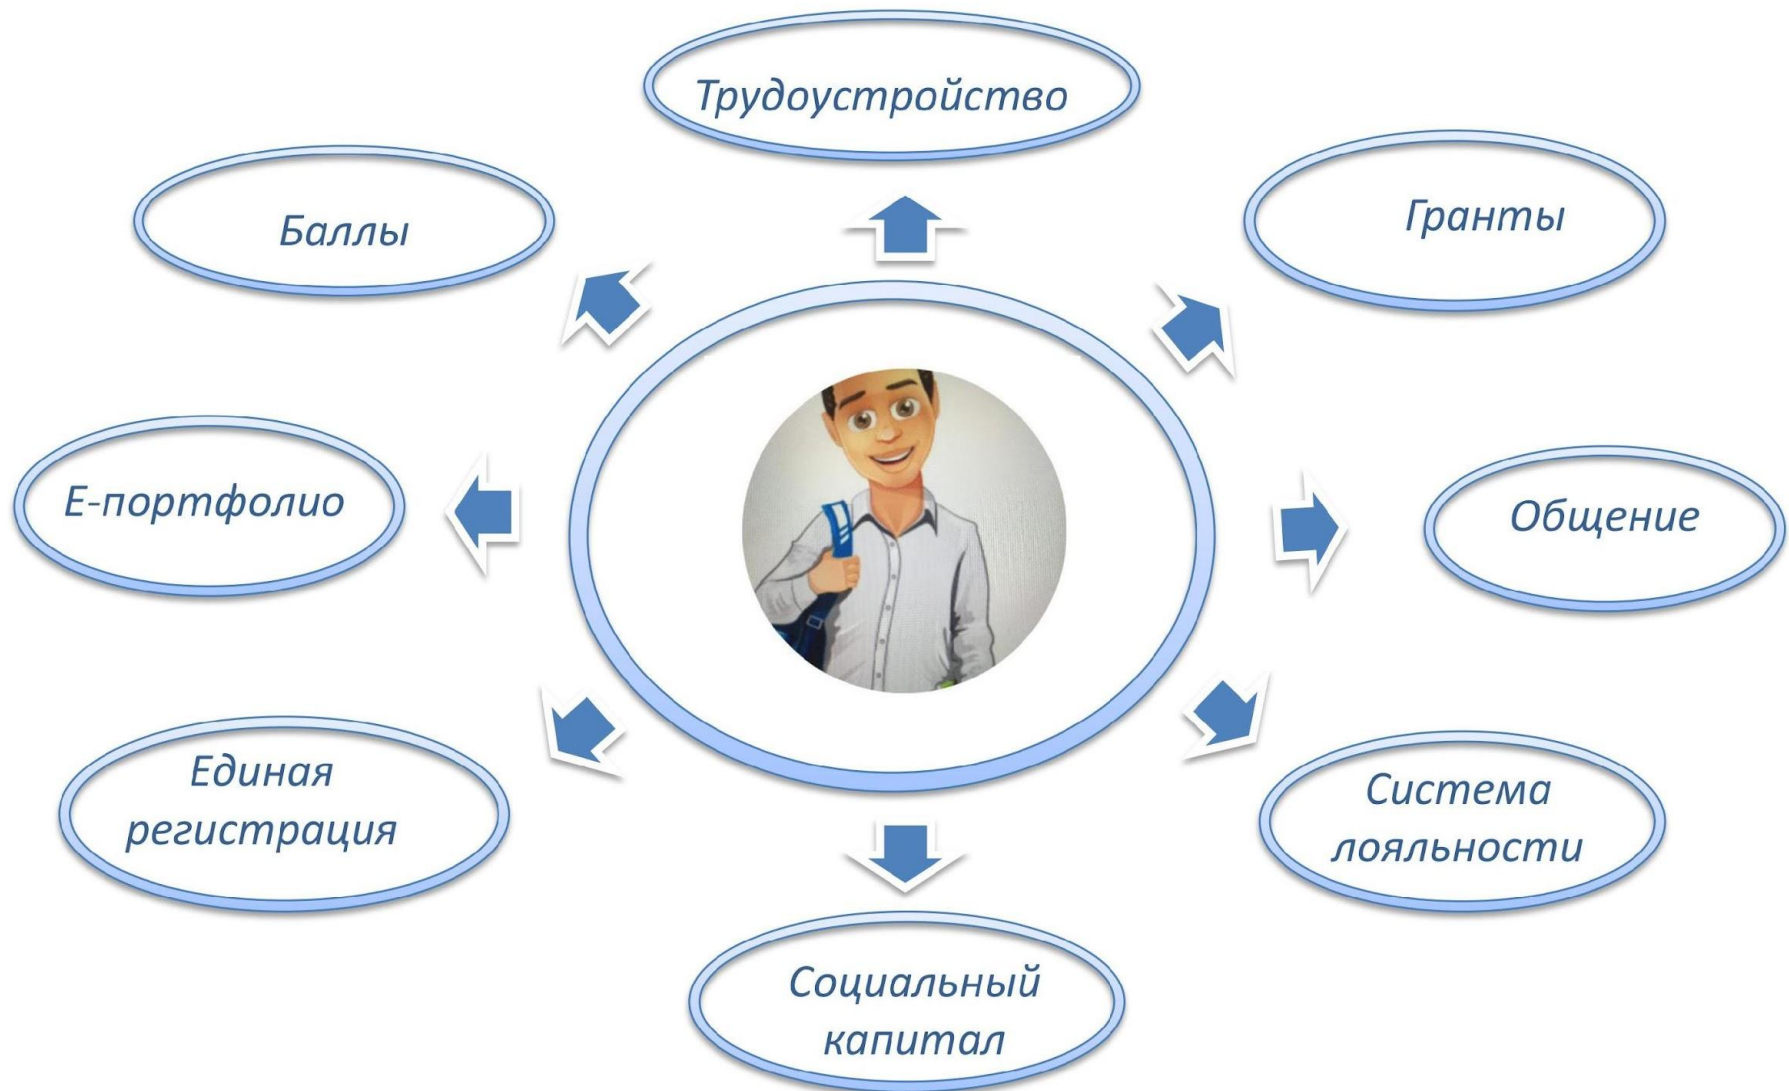 Трудоустройство
Баллы
Гранты
Е-портфолио
Общение
Единая
регистрация
Система
лояльности
Социальный
капитал